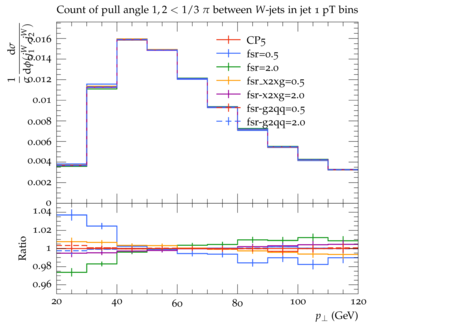 Count of pull angle 1, 2 < 1/3 π between W-jets in jet 1 pT bins
0.016
0.014
0.012
0.01
0.008
0.006
0.004
0.002
0
CP5
fsr=0.5
fsr=2.0
fsr_x2xg=0.5
fsr-x2xg=2.0
fsr-g2qq=0.5
fsr-g2qq=2.0
1.04
1.02
1
0.98
0.96
Ratio
20 40 60 80 100 120
p⊥ (GeV)